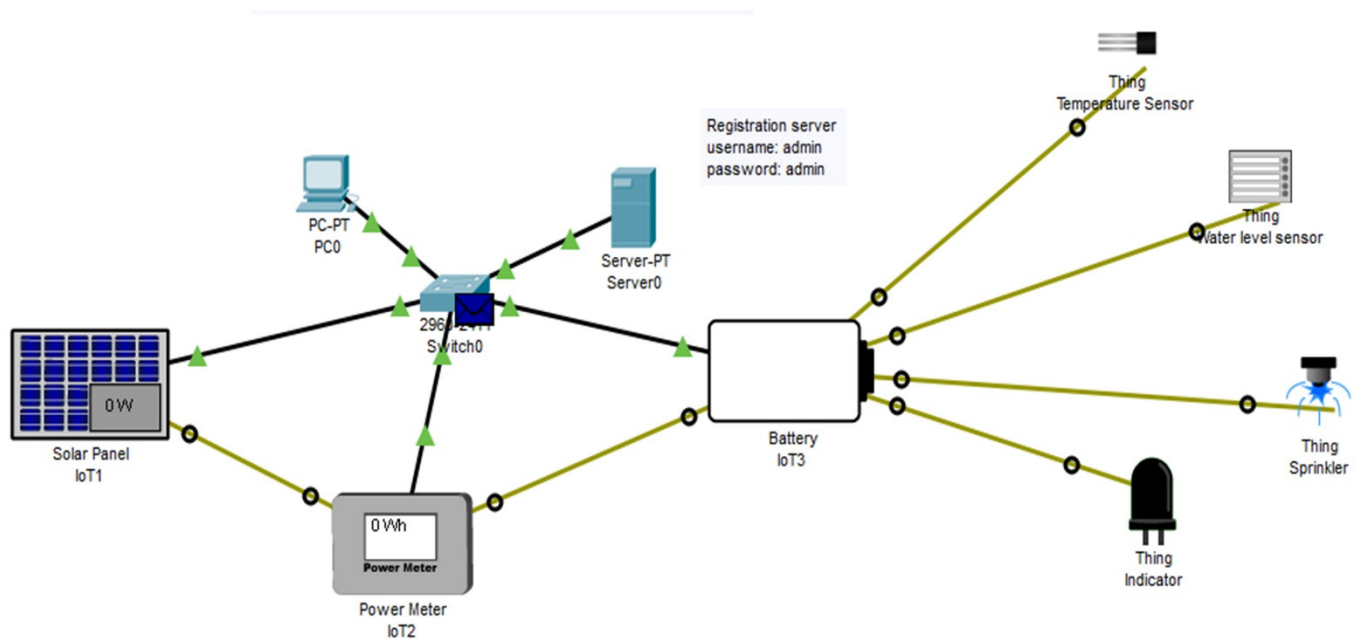 Thing
Temperature Sensor
Registration server
username: admin
password: admin
Thing
Water level sensor
PC-PT
PC0
Server-PT
Server0
Switch0
0 W
Solar Panel
IoT1
Battery
IoT3
Thing
Sprinkler
0 Wh
Power Meter
Thing
Indicator
Power Meter
IoT2